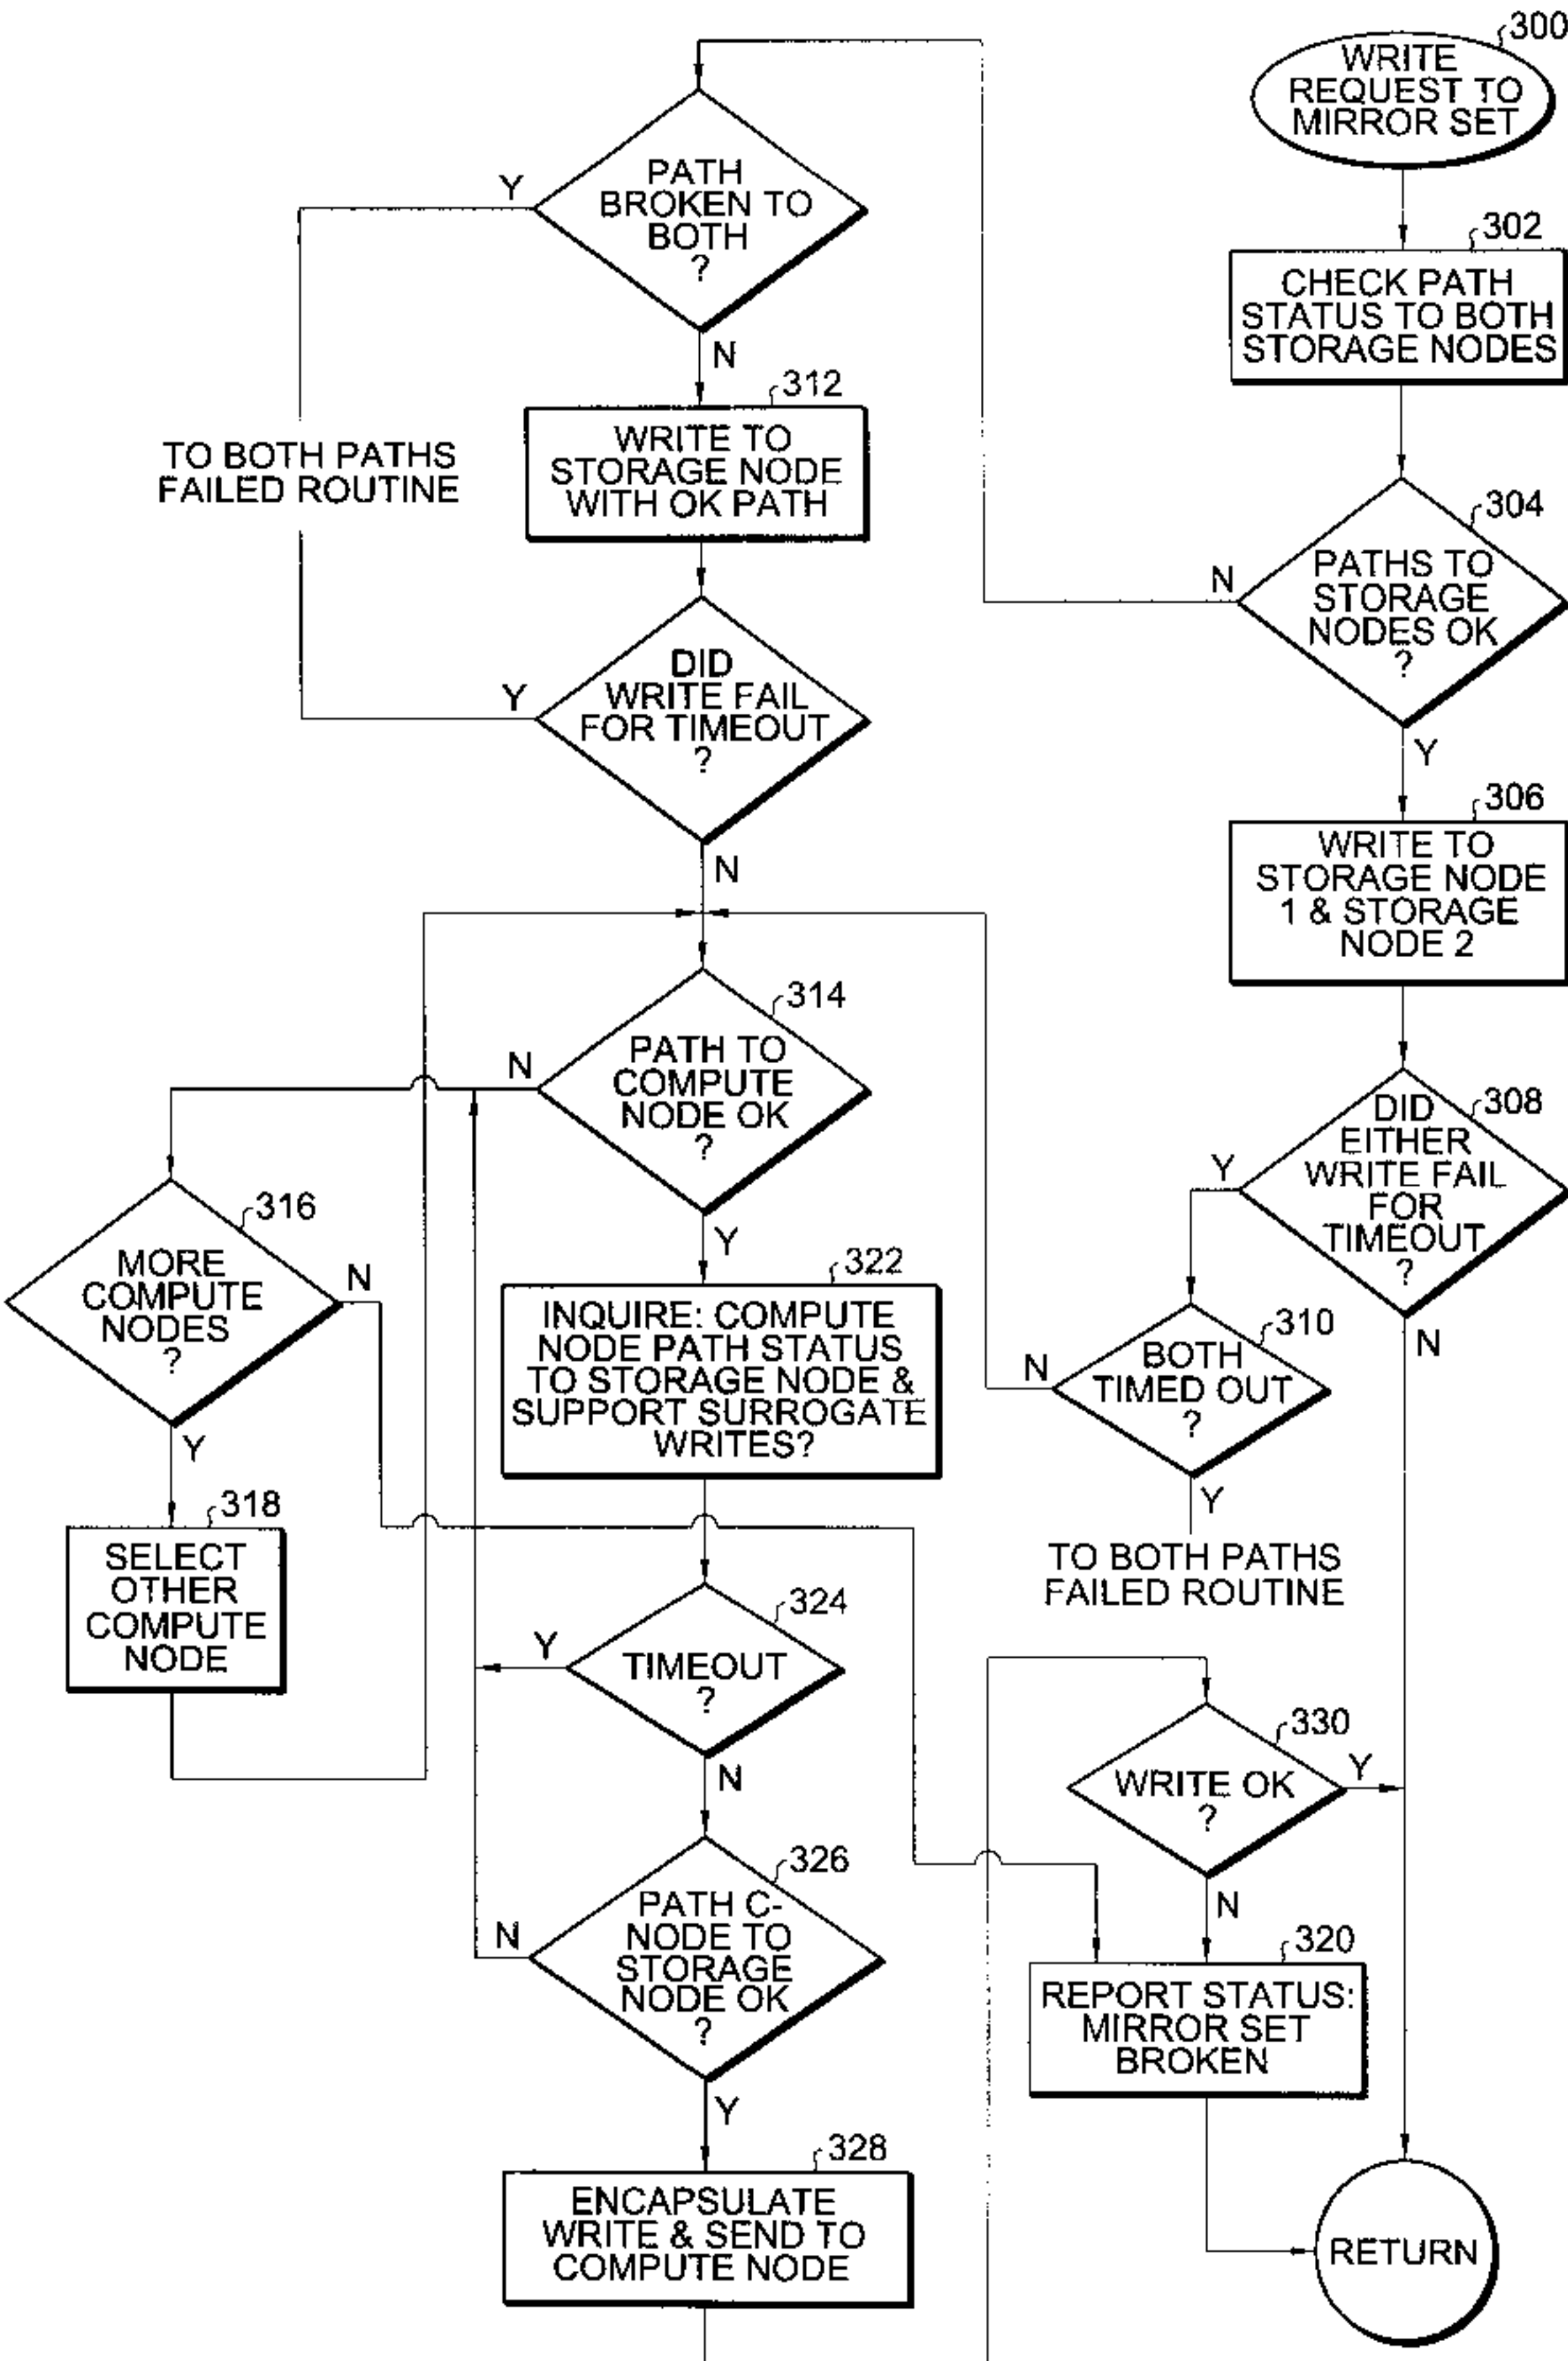 300
WRITE
REQUEST TO
MIRROR SET
302
CHECK PATH
STATUS TO BOTH
STORAGE NODES
304
PATHS TO
STORAGE
NODES OK
?
N
Y
306
WRITE TO
STORAGE NODE
1 & STORAGE
NODE 2
308
DID
EITHER
WRITE FAIL
FOR
TIMEOUT
?
Y
N
310
BOTH
TIMED OUT
?
N
Y
TO BOTH PATHS
FAILED ROUTINE
PATH
BROKEN TO
BOTH
?
Y
N
TO BOTH PATHS
FAILED ROUTINE
312
WRITE TO
STORAGE NODE
WITH OK PATH
DID
WRITE FAIL
FOR TIMEOUT
?
Y
N
314
PATH TO
COMPUTE
NODE OK
?
N
Y
316
MORE
COMPUTE
NODES
?
N
Y
318
SELECT
OTHER
COMPUTE
NODE
322
INQUIRE: COMPUTE
NODE PATH STATUS
TO STORAGE NODE &
SUPPORT SURROGATE
WRITES?
324
TIMEOUT
?
Y
N
326
PATH C-
NODE TO
STORAGE
NODE OK
?
N
Y
328
ENCAPSULATE
WRITE & SEND TO
COMPUTE NODE
330
WRITE OK
?
Y
N
320
REPORT STATUS:
MIRROR SET
BROKEN
RETURN